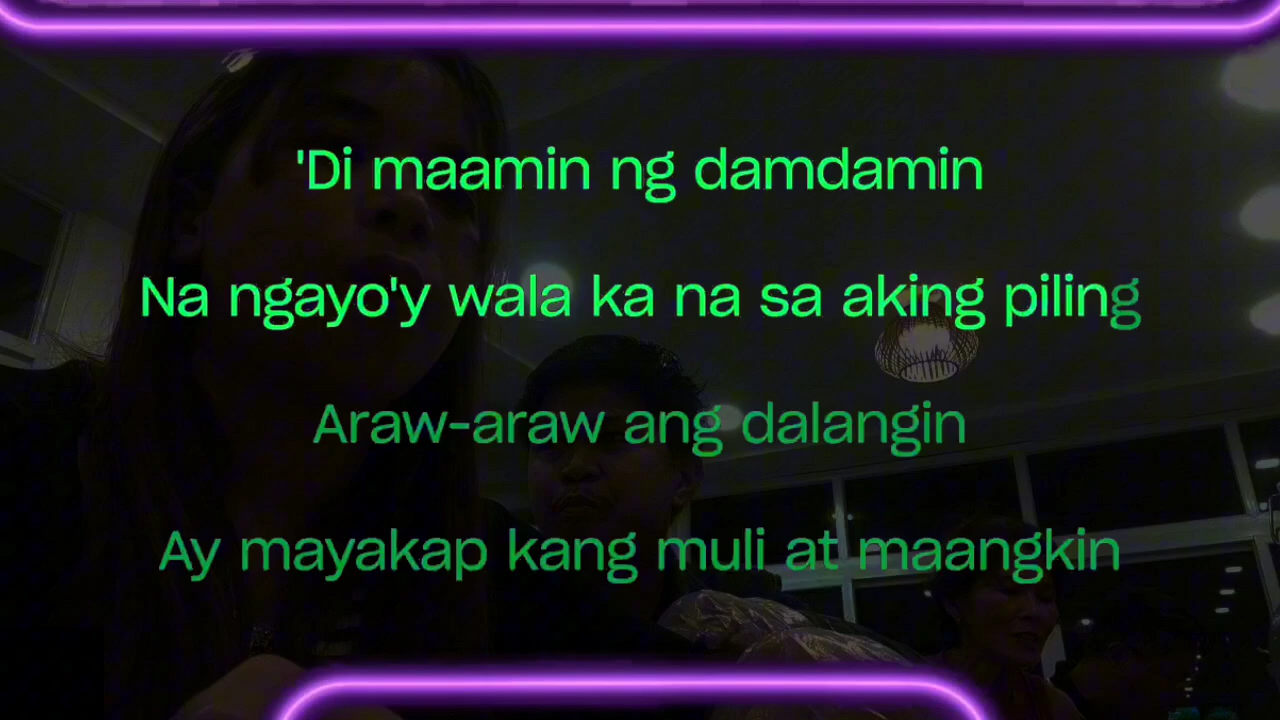 'Di maamin ng damdamin
Na ngayo'y wala ka na sa aking piling
Araw-araw ang dalangin
Ay mayakap kang muli at maangkin